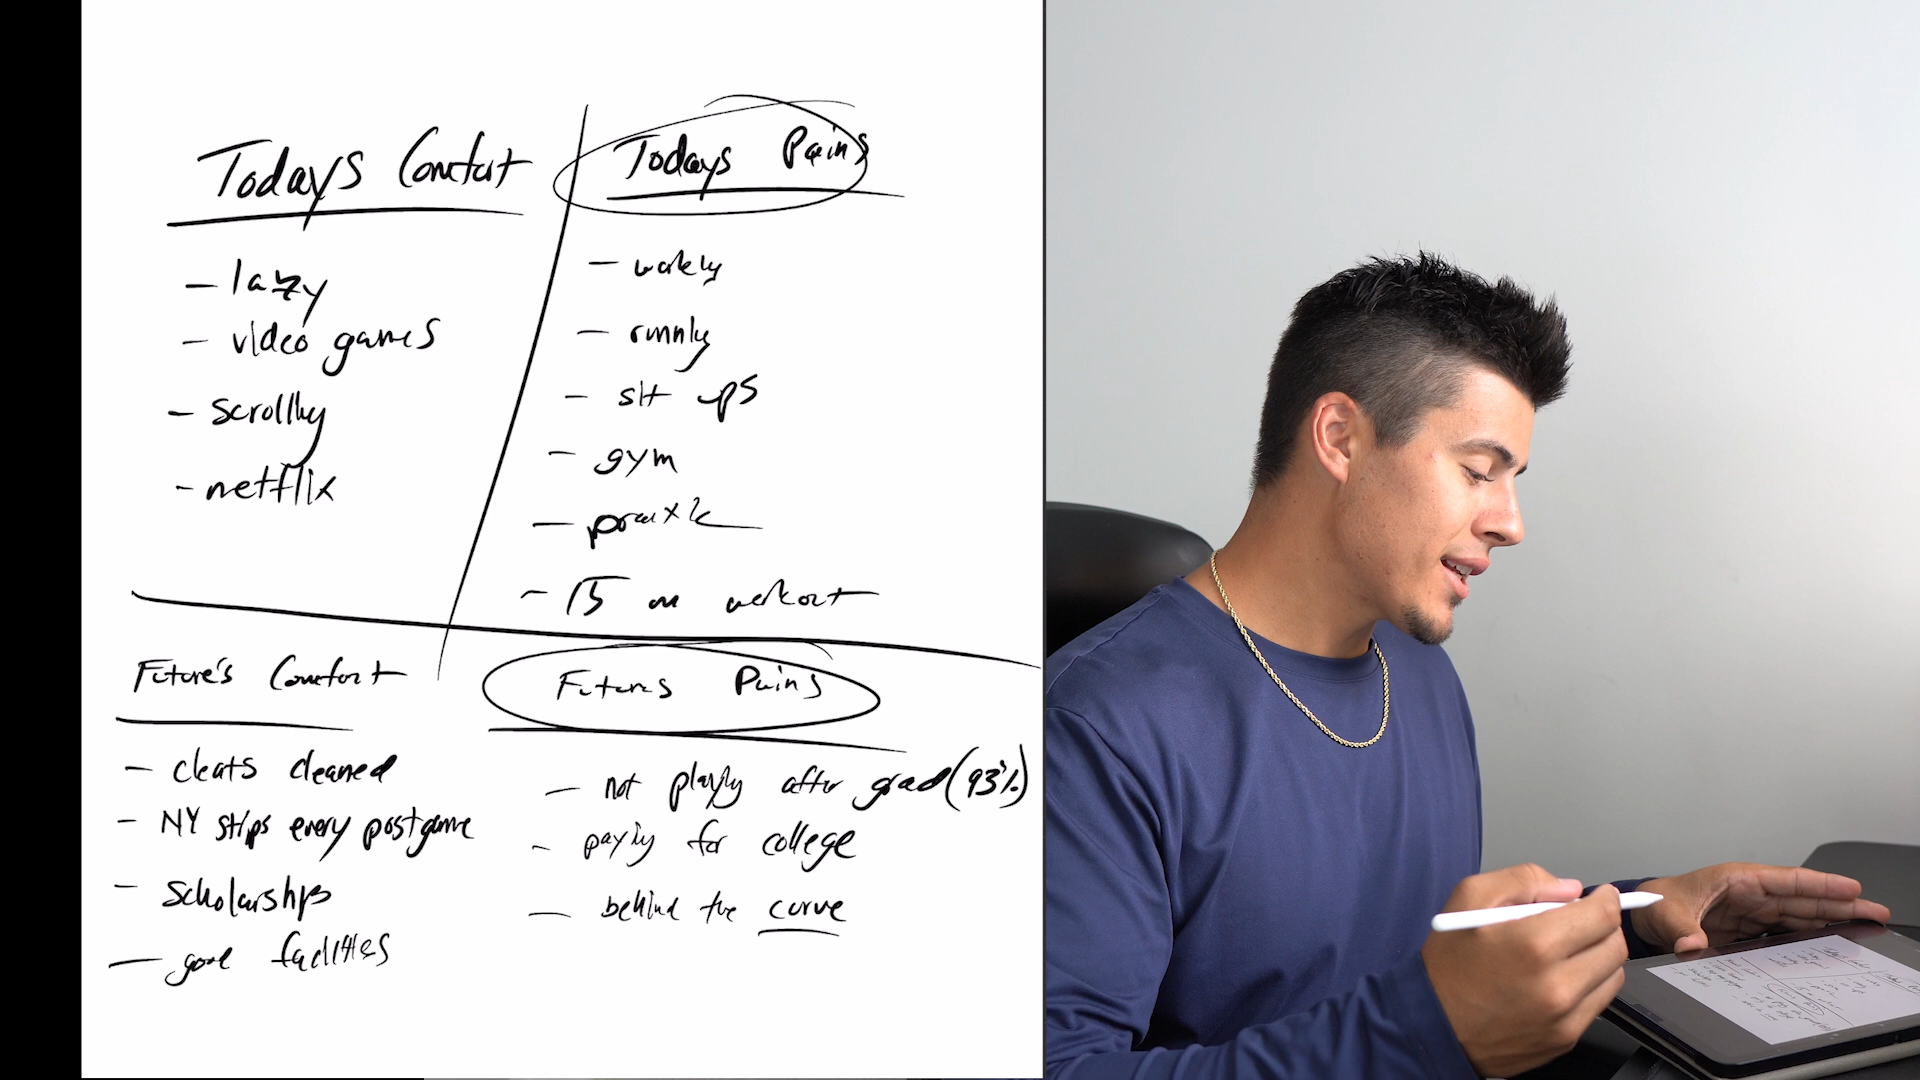 Todays Comfort
- lazy
- video games
- scrolling
- netflix
Todays Pains
- working
- running
- sit ups
- gym
- practice
- 15 workout
Future's Comfort
- cleats cleaned
- NY strips every postgame
- scholarships
- good facilities
Futures Pains
- not playing after grad (93%)
- paying for college
- behind the curve